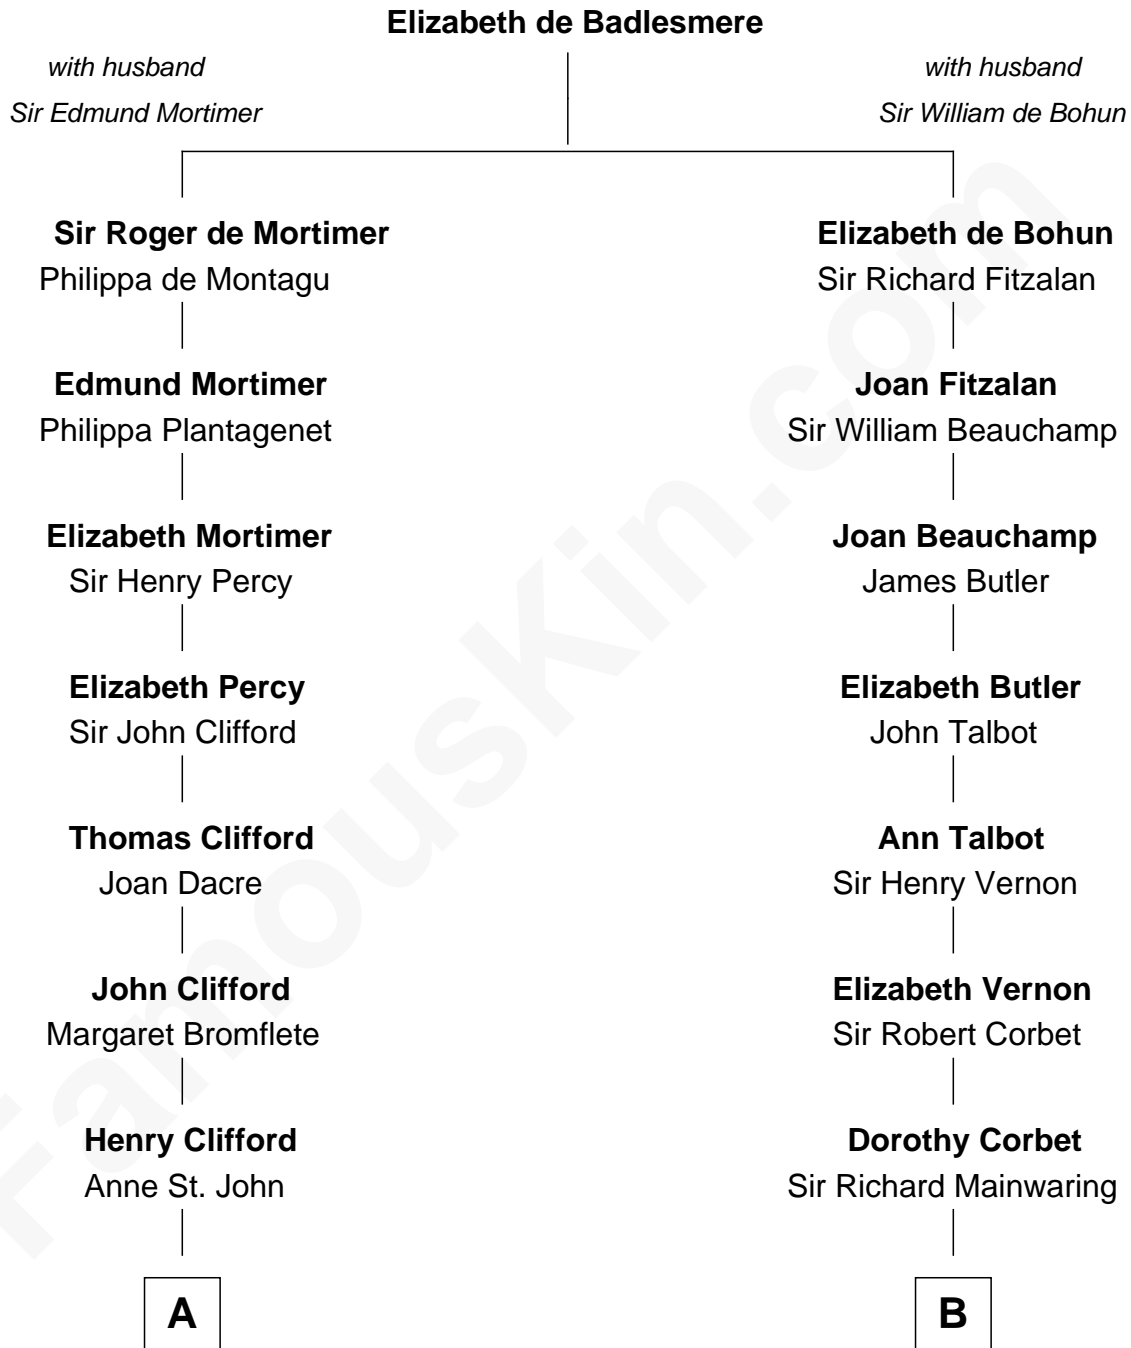 Elizabeth de Badlesmere
with husband
Sir Edmund Mortimer
with husband
Sir William de Bohun
Sir Roger de Mortimer
Philippa de Montagu
Elizabeth de Bohun
Sir Richard Fitzalan
Edmund Mortimer
Philippa Plantagenet
Joan Fitzalan
Sir William Beauchamp
Elizabeth Mortimer
Sir Henry Percy
Joan Beauchamp
James Butler
Elizabeth Percy
Sir John Clifford
Elizabeth Butler
John Talbot
Thomas Clifford
Joan Dacre
Ann Talbot
Sir Henry Vernon
John Clifford
Margaret Bromflete
Elizabeth Vernon
Sir Robert Corbet
Henry Clifford
Anne St. John
Dorothy Corbet
Sir Richard Mainwaring
A
B
FamousKin.com